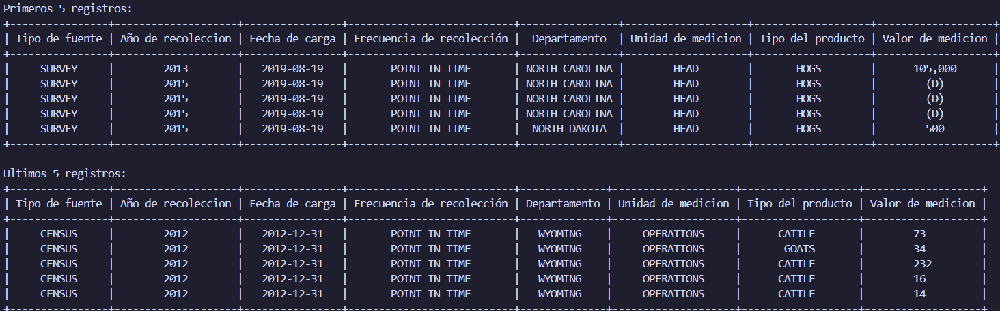 Primeros 5 registros:
+----------------+--------------------+----------------+---------------------------+----------------+--------------------+-------------------+-------------------+
| Tipo de fuente | Año de recoleccion | Fecha de carga | Frecuencia de recolección |  Departamento  | Unidad de medicion | Tipo del producto | Valor de medicion |
+----------------+--------------------+----------------+---------------------------+----------------+--------------------+-------------------+-------------------+
|     SURVEY     |        2013        |   2019-08-19   |       POINT IN TIME       | NORTH CAROLINA |        HEAD        |        HOGS       |      105,000      |
|     SURVEY     |        2015        |   2019-08-19   |       POINT IN TIME       | NORTH CAROLINA |        HEAD        |        HOGS       |        (D)        |
|     SURVEY     |        2015        |   2019-08-19   |       POINT IN TIME       | NORTH CAROLINA |        HEAD        |        HOGS       |        (D)        |
|     SURVEY     |        2015        |   2019-08-19   |       POINT IN TIME       | NORTH CAROLINA |        HEAD        |        HOGS       |        (D)        |
|     SURVEY     |        2015        |   2019-08-19   |       POINT IN TIME       |  NORTH DAKOTA  |        HEAD        |        HOGS       |        500        |
+----------------+--------------------+----------------+---------------------------+----------------+--------------------+-------------------+-------------------+
Ultimos 5 registros:
+----------------+--------------------+----------------+---------------------------+--------------+--------------------+-------------------+-------------------+
| Tipo de fuente | Año de recoleccion | Fecha de carga | Frecuencia de recolección | Departamento | Unidad de medicion | Tipo del producto | Valor de medicion |
+----------------+--------------------+----------------+---------------------------+--------------+--------------------+-------------------+-------------------+
|     CENSUS     |        2012        |   2012-12-31   |       POINT IN TIME       |   WYOMING    |     OPERATIONS     |       CATTLE      |       73          |
|     CENSUS     |        2012        |   2012-12-31   |       POINT IN TIME       |   WYOMING    |     OPERATIONS     |       GOATS       |       34          |
|     CENSUS     |        2012        |   2012-12-31   |       POINT IN TIME       |   WYOMING    |     OPERATIONS     |       CATTLE      |       232         |
|     CENSUS     |        2012        |   2012-12-31   |       POINT IN TIME       |   WYOMING    |     OPERATIONS     |       CATTLE      |       16          |
|     CENSUS     |        2012        |   2012-12-31   |       POINT IN TIME       |   WYOMING    |     OPERATIONS     |       CATTLE      |       14          |
+----------------+--------------------+----------------+---------------------------+--------------+--------------------+-------------------+-------------------+